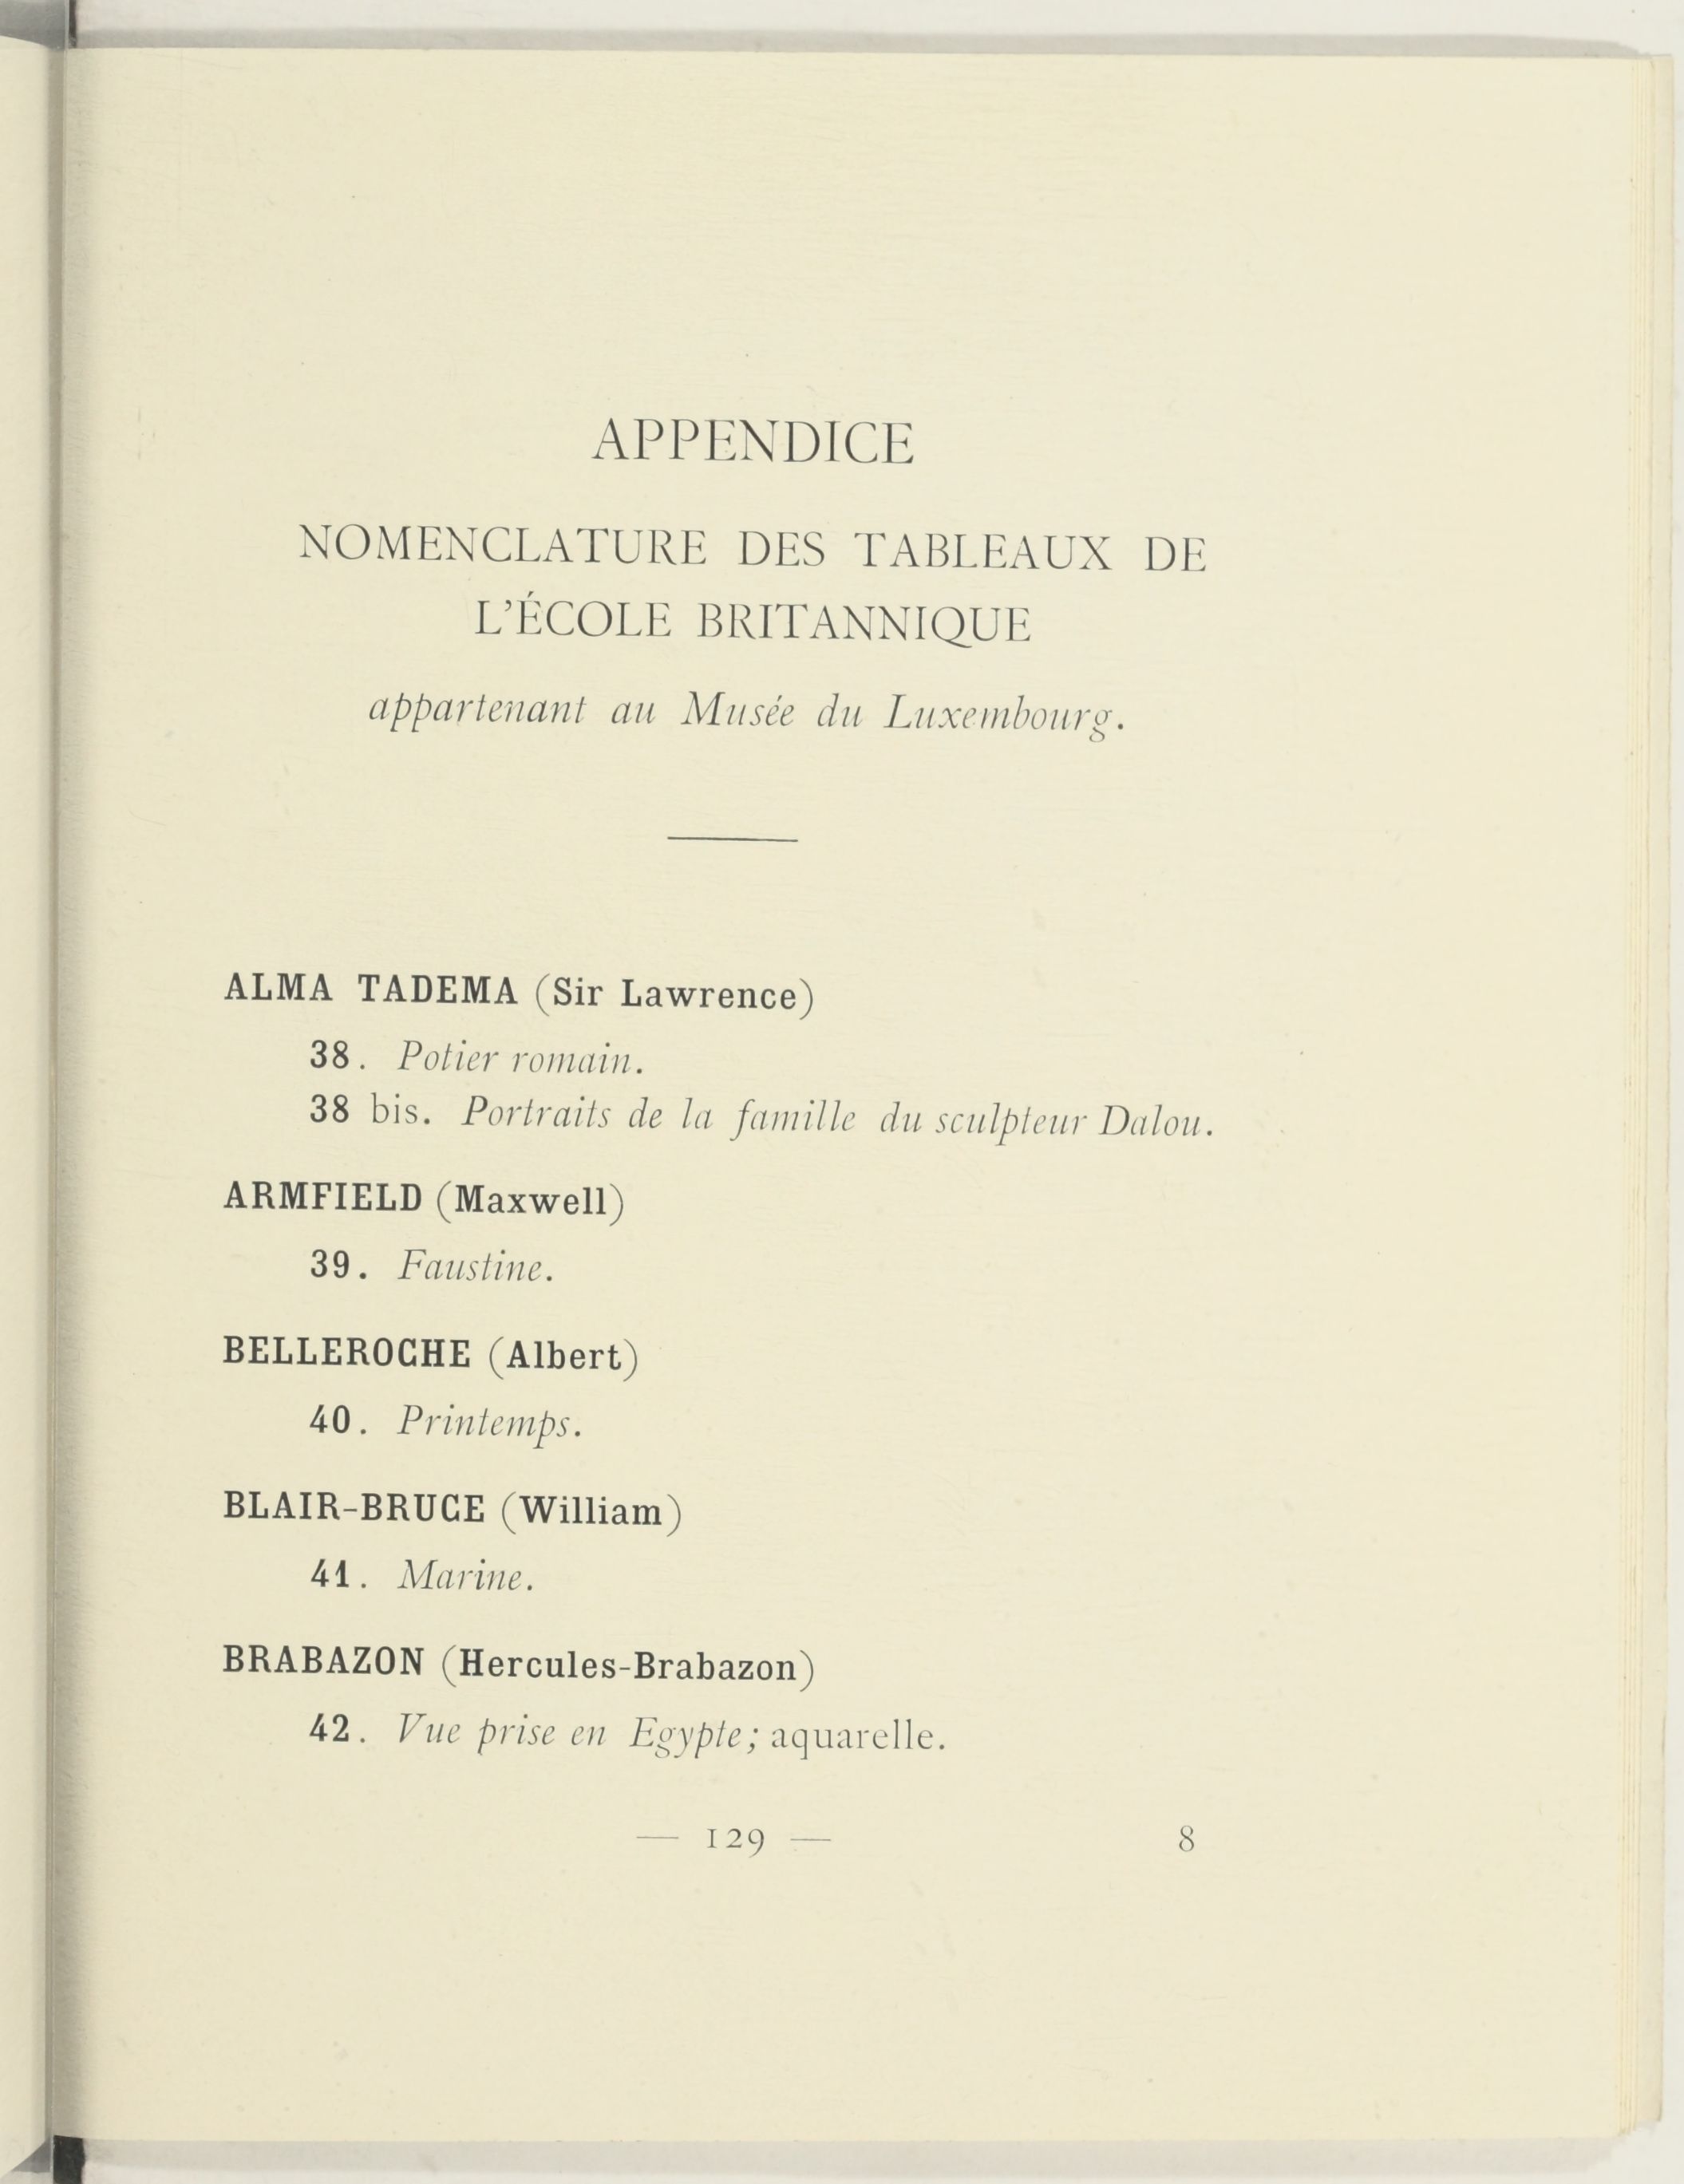 APPENDICE
NOMENCLATURE DES TABLEAUX DE
L'ÉCOLE BRITANNIQUE
appartenant au Musée du Luxembourg.
ALMA TADEMA (Sir Lawrence)
38. Potier romain.
38 bis. Portraits de la famille du sculpteur Dalou.
ARMFIELD (Maxwell)
39. Faustine.
BELLEROCHE (Albert)
40. Printemps.
BLAIR-BRUCE (William)
41. Marine.
BRABAZON (Hercules-Brabazon)
42. Vue prise en Egypte; aquarelle.
— 129 — 8